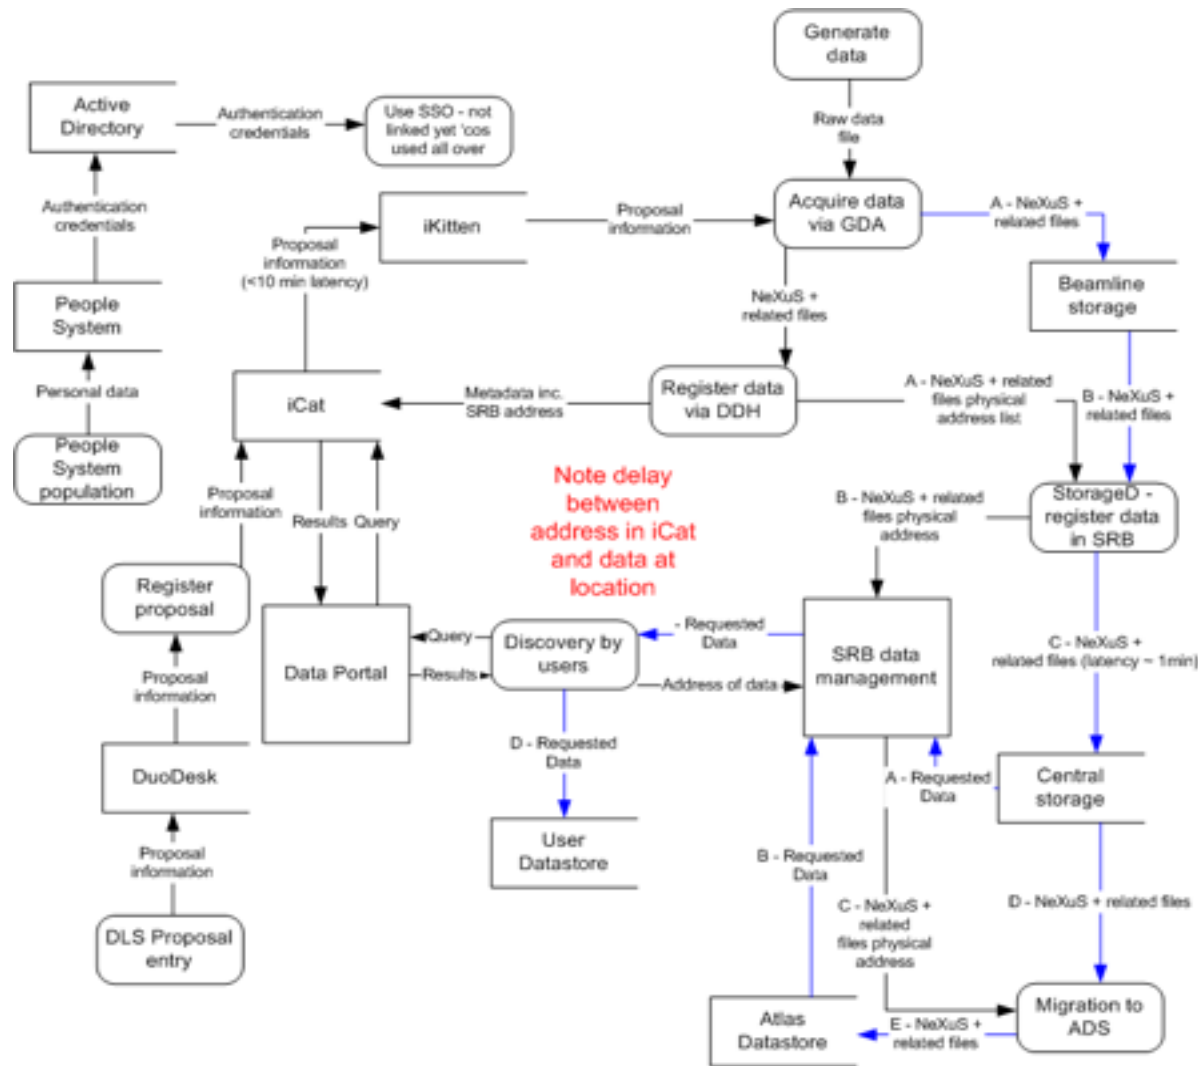 Generate
data
Active
Directory
Authentication
credentials
Use SSO - not
linked yet 'cos
used all over
Raw data
file
Authentication
credentials
iKitten
Proposal
information
Acquire data
via GDA
A - NeXuS +
related files
Proposal
information
(<10 min latency)
People
System
NeXuS +
related files
Beamline
storage
Personal data
iCat
Metadata inc.
SRB address
Register data
via DDH
A - NeXuS + related
files physical
address list
B - NeXuS +
related files
People
System
population
Proposal
information
Results
Query
Note delay
between
address in iCat
and data at
location
B - NeXuS + related
files physical
address
StorageD -
register data
in SRB
Register
proposal
Data Portal
Query
Results
Discovery by
users
- Requested
Data
Address of data
SRB data
management
C - NeXuS +
related files (latency ~ 1min)
Proposal
information
D - Requested
Data
DuoDesk
A - Requested
Data
Central
storage
User
Datastore
Proposal
information
B - Requested
Data
C - NeXuS +
related
files physical
address
D - NeXuS + related files
DLS Proposal
entry
Atlas
Datastore
E - NeXuS +
related files
Migration to
ADS